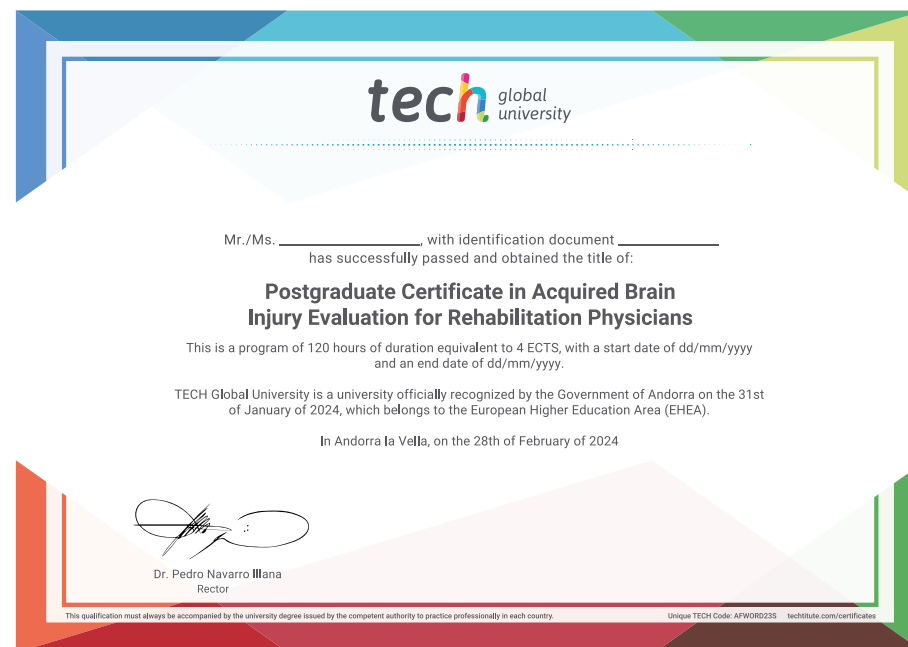 tech global university
Mr./Ms. ____________________, with identification document ______________
has successfully passed and obtained the title of:
Postgraduate Certificate in Acquired Brain
Injury Evaluation for Rehabilitation Physicians
This is a program of 120 hours of duration equivalent to 4 ECTS, with a start date of dd/mm/yyyy
and an end date of dd/mm/yyyy.
TECH Global University is a university officially recognized by the Government of Andorra on the 31st
of January of 2024, which belongs to the European Higher Education Area (EHEA).
In Andorra la Vella, on the 28th of February of 2024
Dr. Pedro Navarro Illana
Rector
This qualification must always be accompanied by the university degree issued by the competent authority to practice professionally in each country.
Unique TECH Code: AFWORD23S techtitute.com/certificates